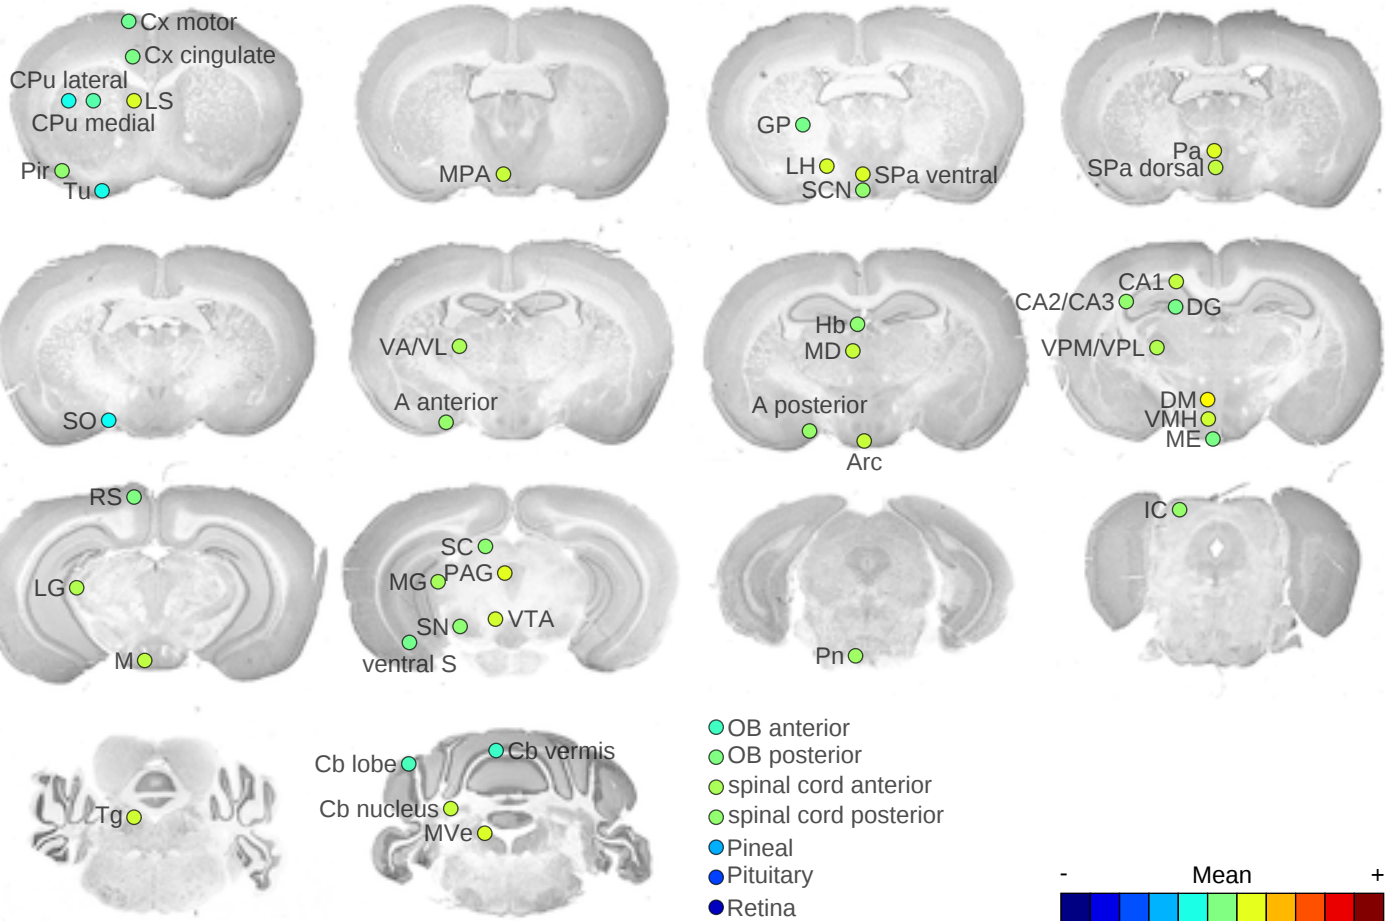 Cx motor
Cx cingulate
CPu lateral
LS
CPu medial
Pir
Tu
MPA
GP
LH
SPa ventral
SCN
Pa
SPa dorsal
SO
VA/VL
A anterior
Hb
MD
A posterior
Arc
CA1
CA2/CA3
DG
VPM/VPL
DM
VMH
ME
RS
LG
M
SC
MG
PAG
SN
VTA
ventral S
Pn
IC
Tg
Cb lobe
Cb vermis
Cb nucleus
MVe
OB anterior
OB posterior
spinal cord anterior
spinal cord posterior
Pineal
Pituitary
Retina
- Mean +